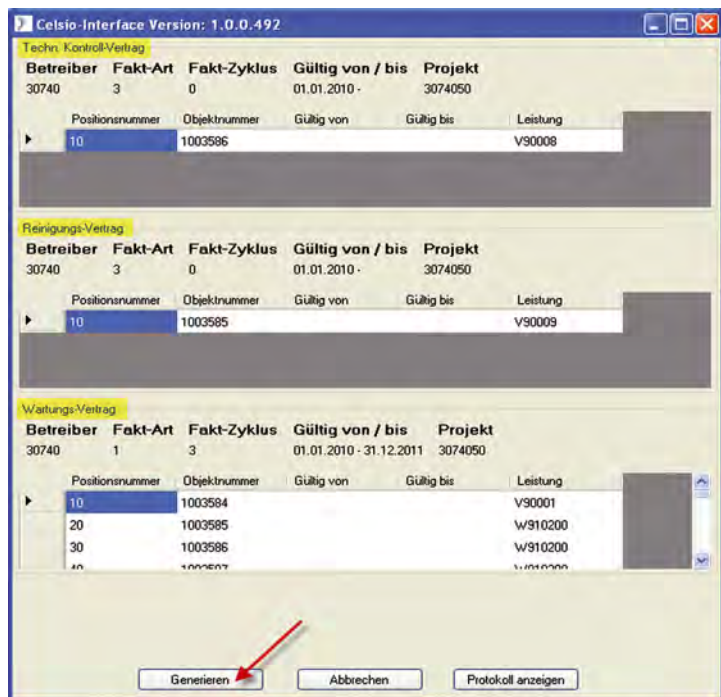 Celsio-Interface Version: 1.0.0.492
Techn. Kontroll-Vertrag
Betreiber Fakt-Art Fakt-Zyklus Gültig von / bis Projekt
30740 3 0 01.01.2010 - 3074050
Positionsnummer Objektnummer Gültig von Gültig bis Leistung
10 1003586 V90008
Reinigungs-Vertrag
Betreiber Fakt-Art Fakt-Zyklus Gültig von / bis Projekt
30740 3 0 01.01.2010 - 3074050
Positionsnummer Objektnummer Gültig von Gültig bis Leistung
10 1003585 V90009
Wartungs-Vertrag
Betreiber Fakt-Art Fakt-Zyklus Gültig von / bis Projekt
30740 1 3 01.01.2010 - 31.12.2011 3074050
Positionsnummer Objektnummer Gültig von Gültig bis Leistung
10 1003584 V90001
20 1003585 W910200
30 1003586 W910200
Generieren Abbrechen Protokoll anzeigen